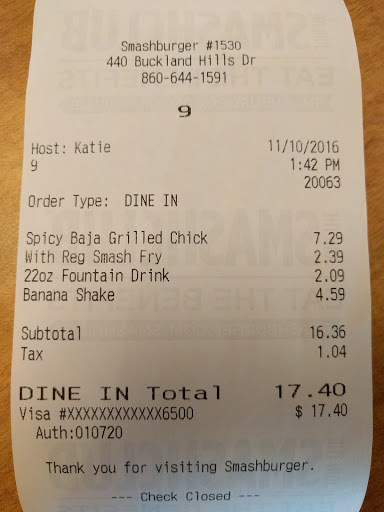 Smashburger #1530
440 Buckland Hills Dr
860-644-1591
9
Host: Katie 11/10/2016
9 1:42 PM
20063
Order Type: DINE IN
Spicy Baja Grilled Chick 7.29
With Reg Smash Fry 2.39
22oz Fountain Drink 2.09
Banana Shake 4.59
Subtotal 16.36
Tax 1.04
DINE IN Total 17.40
Visa #XXXXXXXXXXXX6500 $ 17.40
Auth:010720
Thank you for visiting Smashburger.
--- Check Closed ---